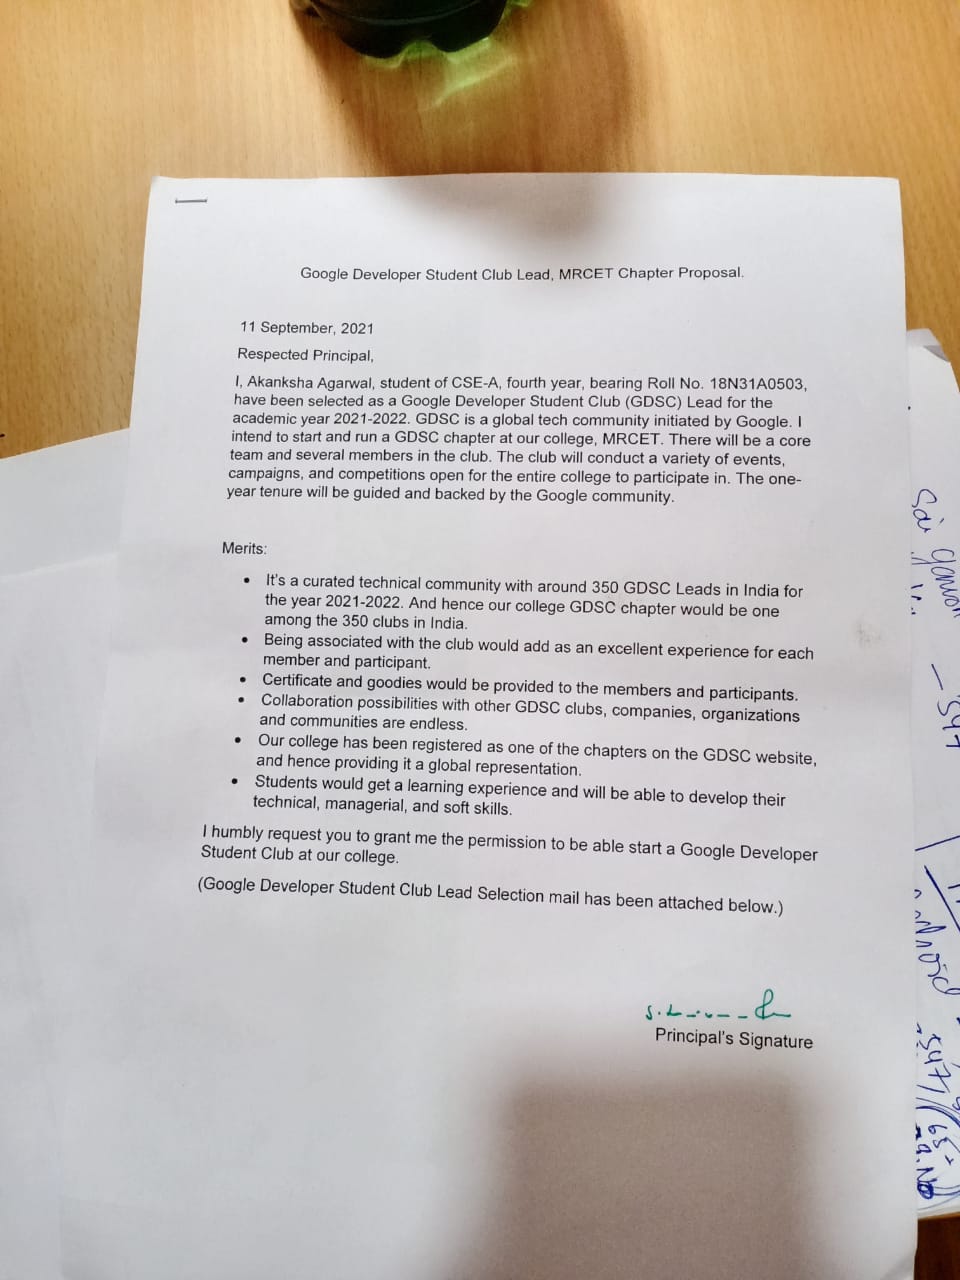 Google Developer Student Club Lead, MRCET Chapter Proposal.
11 September, 2021
Respected Principal,
I, Akanksha Agarwal, student of CSE-A, fourth year, bearing Roll No. 18N31A0503,
have been selected as a Google Developer Student Club (GDSC) Lead for the
academic year 2021-2022. GDSC is a global tech community initiated by Google. I
intend to start and run a GDSC chapter at our college, MRCET. There will be a core
team and several members in the club. The club will conduct a variety of events,
campaigns, and competitions open for the entire college to participate in. The one-
year tenure will be guided and backed by the Google community.
Merits:
• It's a curated technical community with around 350 GDSC Leads in India for
the year 2021-2022. And hence our college GDSC chapter would be one
among the 350 clubs in India.
• Being associated with the club would add as an excellent experience for each
member and participant.
• Certificate and goodies would be provided to the members and participants.
• Collaboration possibilities with other GDSC clubs, companies, organizations
and communities are endless.
• Our college has been registered as one of the chapters on the GDSC website,
and hence providing it a global representation.
• Students would get a learning experience and will be able to develop their
technical, managerial, and soft skills.
I humbly request you to grant me the permission to be able start a Google Developer
Student Club at our college.
(Google Developer Student Club Lead Selection mail has been attached below.)
Principal's Signature
Sai
- 547